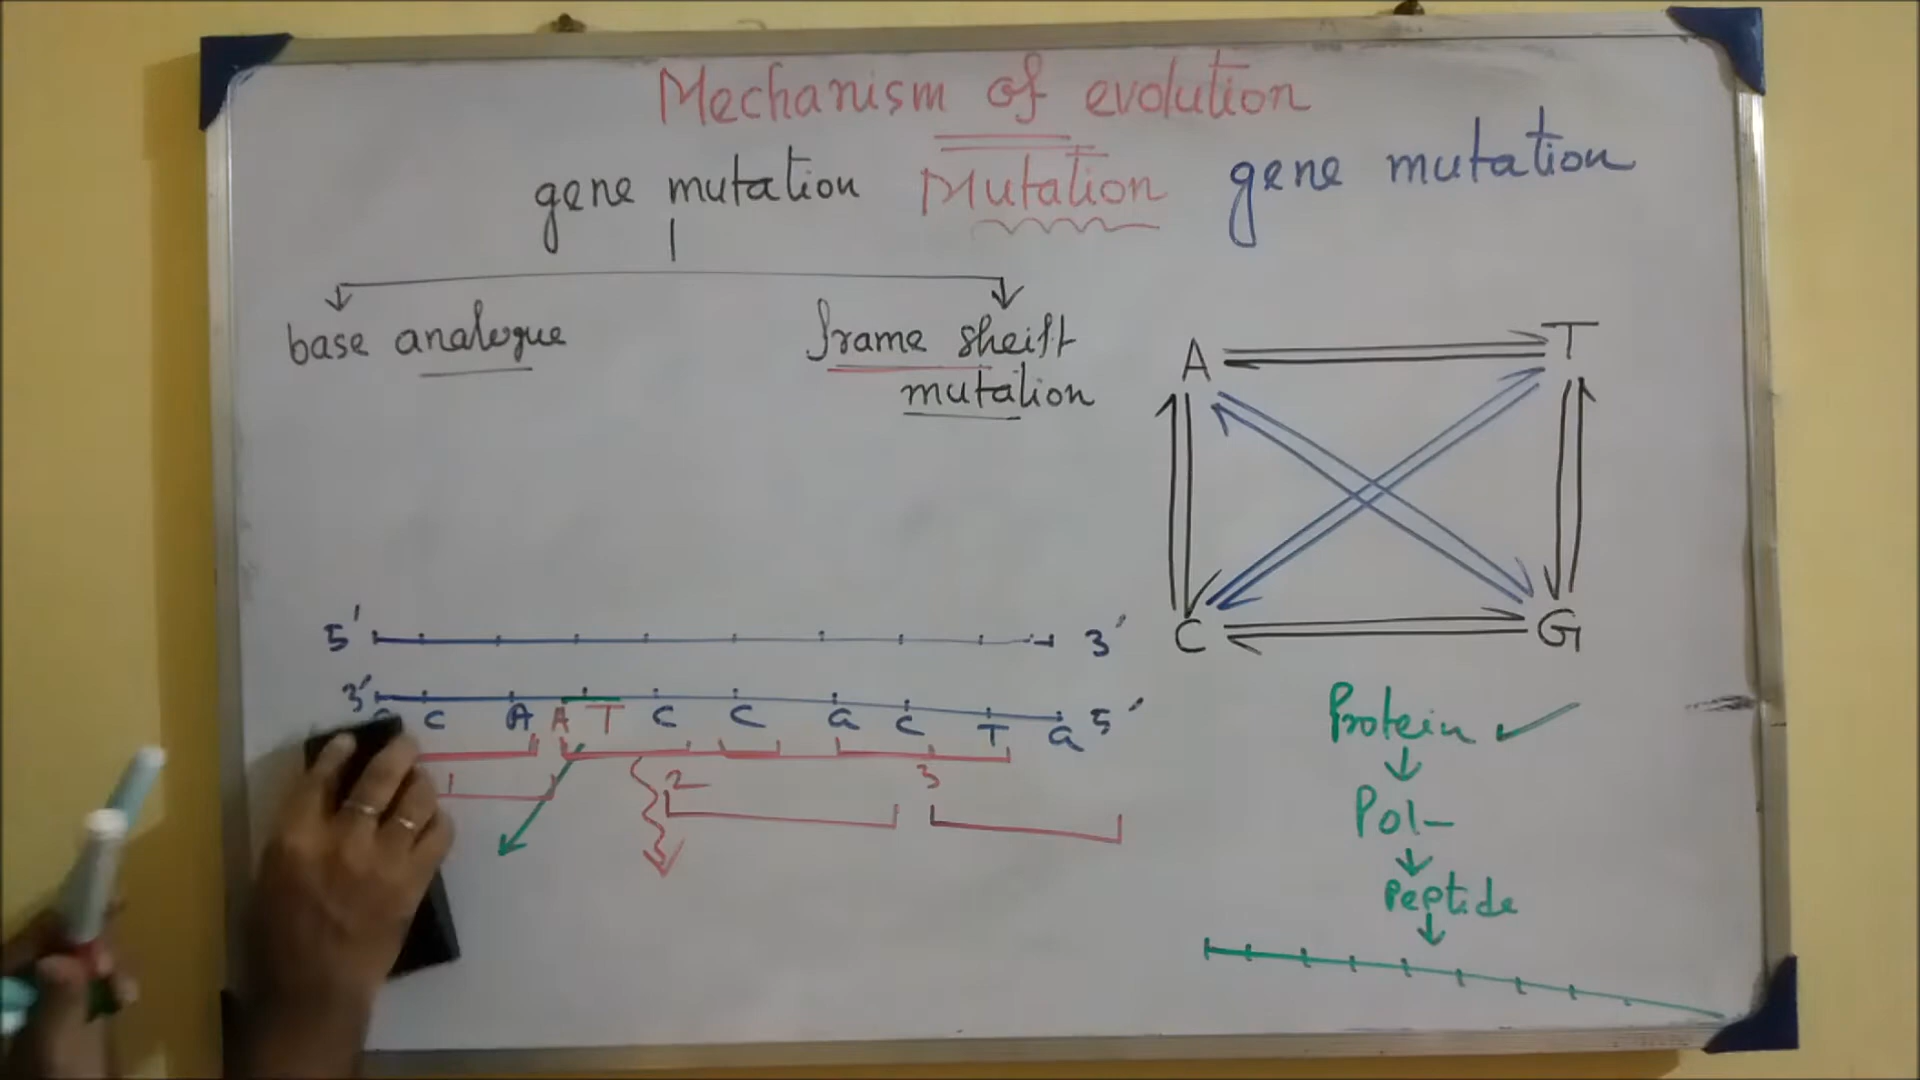 Mechanism of evolution
gene mutation Mutation gene mutation
base analogue frame sheift
mutation
A T
C G
5' 3'
3' C A A T C C G C T G 5'
1 2 3
Protein ✓
Pol-
Peptide